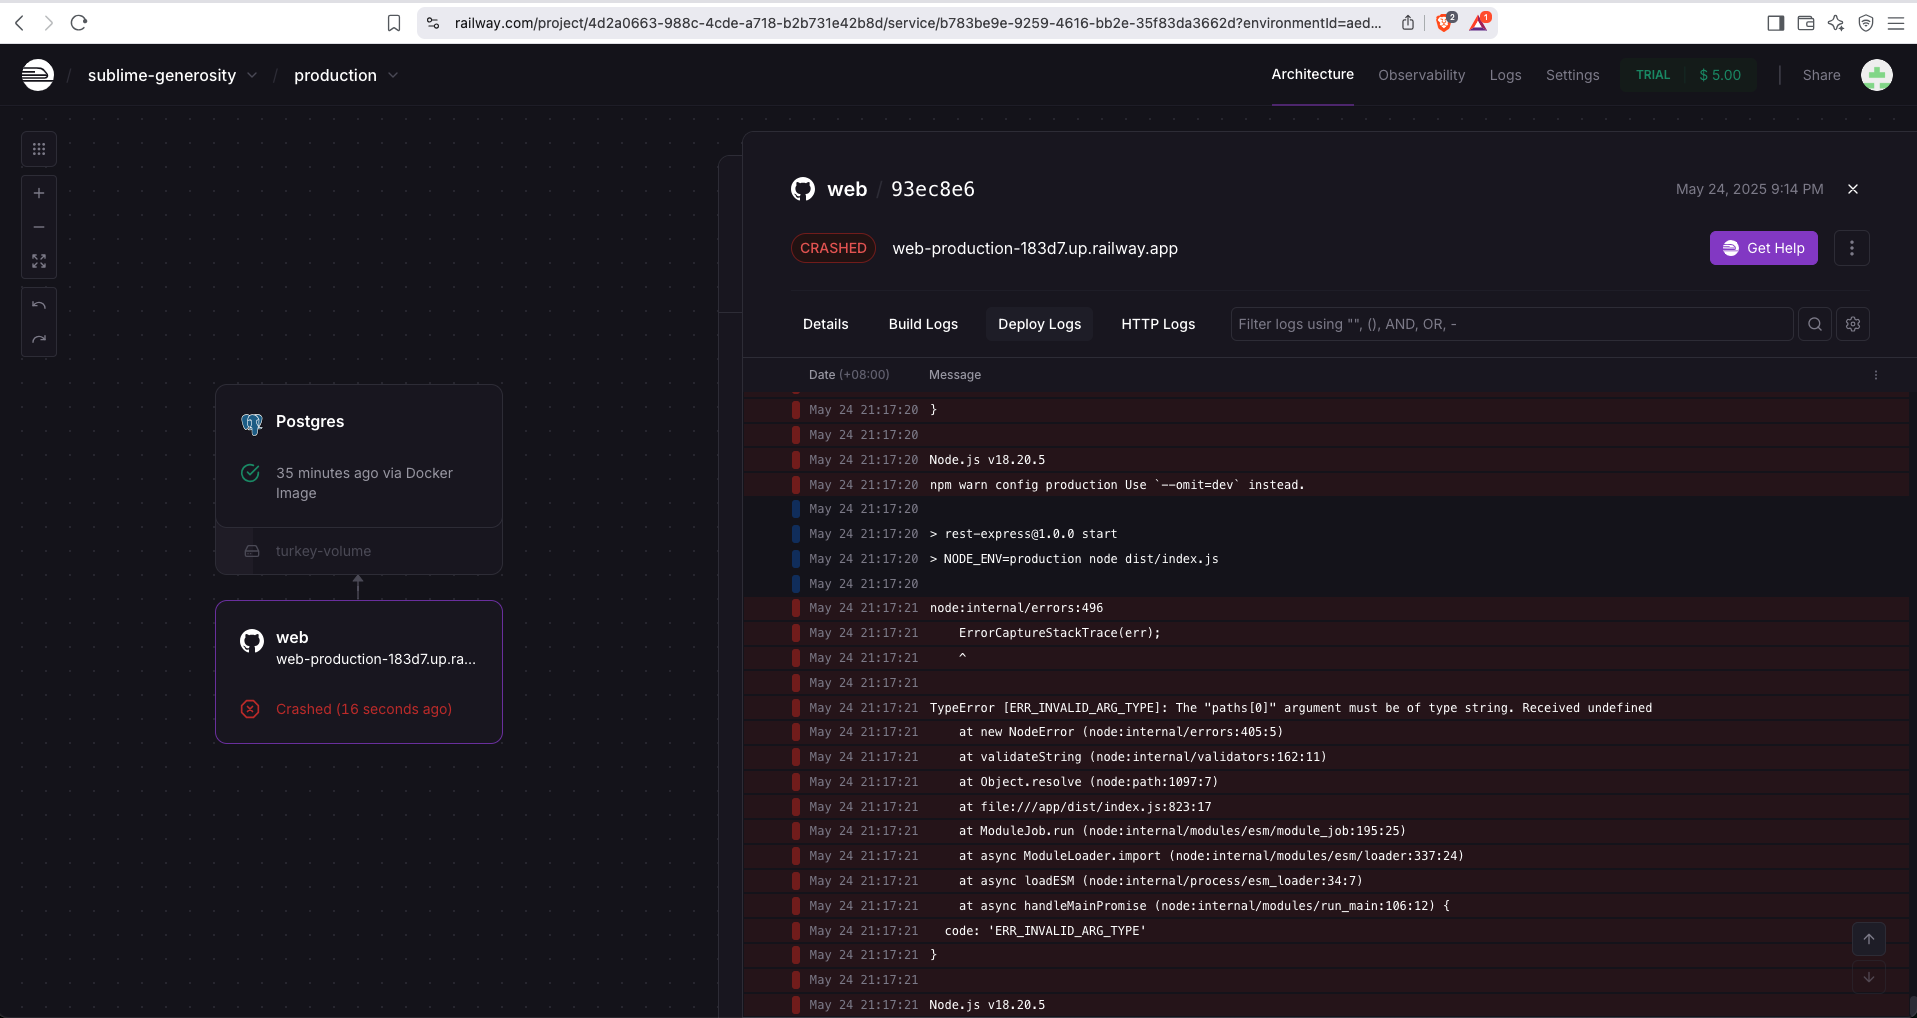 railway.com/project/4d2a0663-988c-4cde-a718-b2b731e42b8d/service/b783be9e-9259-4616-bb2e-35f83da3662d?environmentId=aed...
2
1
/ sublime-generosity / production
Architecture
Observability
Logs
Settings
TRIAL
$ 5.00
Share
Postgres
35 minutes ago via Docker
Image
turkey-volume
web
web-production-183d7.up.ra...
Crashed (16 seconds ago)
web / 93ec8e6
May 24, 2025 9:14 PM
CRASHED
web-production-183d7.up.railway.app
Get Help
Details
Build Logs
Deploy Logs
HTTP Logs
Filter logs using "", (), AND, OR, -
Date (+08:00) Message
May 24 21:17:20 }
May 24 21:17:20
May 24 21:17:20 Node.js v18.20.5
May 24 21:17:20 npm warn config production Use `--omit=dev` instead.
May 24 21:17:20
May 24 21:17:20 > rest-express@1.0.0 start
May 24 21:17:20 > NODE_ENV=production node dist/index.js
May 24 21:17:20
May 24 21:17:21 node:internal/errors:496
May 24 21:17:21     ErrorCaptureStackTrace(err);
May 24 21:17:21     ^
May 24 21:17:21
May 24 21:17:21 TypeError [ERR_INVALID_ARG_TYPE]: The "paths[0]" argument must be of type string. Received undefined
May 24 21:17:21     at new NodeError (node:internal/errors:405:5)
May 24 21:17:21     at validateString (node:internal/validators:162:11)
May 24 21:17:21     at Object.resolve (node:path:1097:7)
May 24 21:17:21     at file:///app/dist/index.js:823:17
May 24 21:17:21     at ModuleJob.run (node:internal/modules/esm/module_job:195:25)
May 24 21:17:21     at async ModuleLoader.import (node:internal/modules/esm/loader:337:24)
May 24 21:17:21     at async loadESM (node:internal/process/esm_loader:34:7)
May 24 21:17:21     at async handleMainPromise (node:internal/modules/run_main:106:12) {
May 24 21:17:21   code: 'ERR_INVALID_ARG_TYPE'
May 24 21:17:21 }
May 24 21:17:21
May 24 21:17:21 Node.js v18.20.5